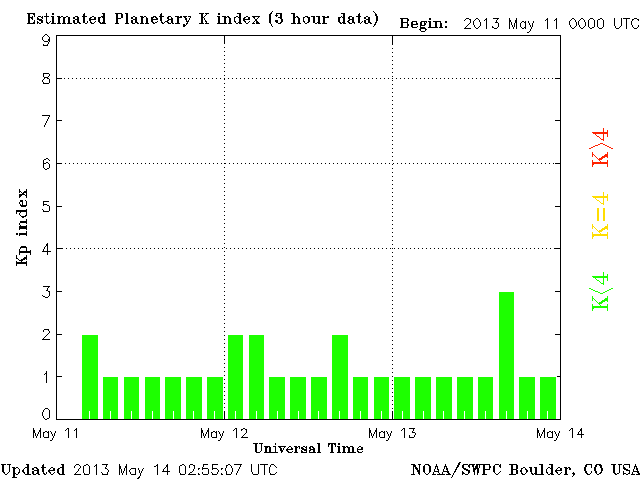 Estimated Planetary K index (3 hour data)
Begin: 2013 May 11 0000 UTC
9
8
7
6
5
4
3
2
1
0
Kp index
K>4
K=4
K<4
May 11
May 12
May 13
May 14
Universal Time
Updated 2013 May 14 02:55:07 UTC
NOAA/SWPC Boulder, CO USA